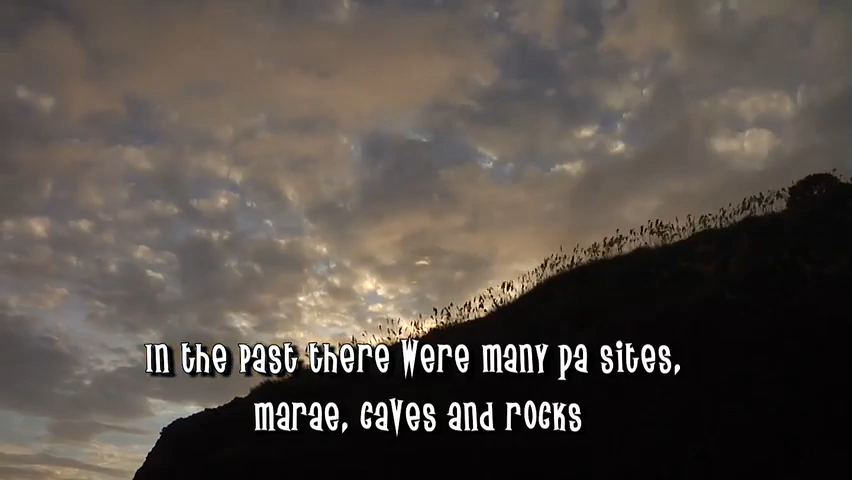 In the past there were many pa sites,
marae, caves and rocks